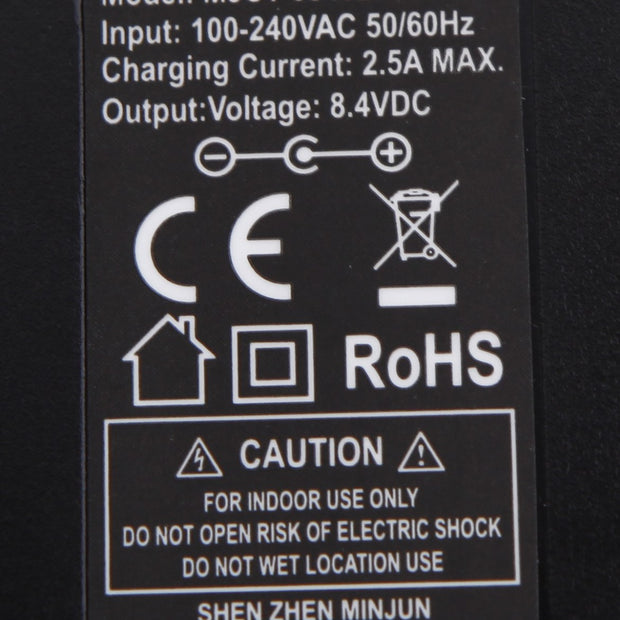 Input: 100-240VAC 50/60Hz
Charging Current: 2.5A MAX.
Output:Voltage: 8.4VDC
CE
RoHS
CAUTION
FOR INDOOR USE ONLY
DO NOT OPEN RISK OF ELECTRIC SHOCK
DO NOT WET LOCATION USE
SHEN ZHEN MINJUN